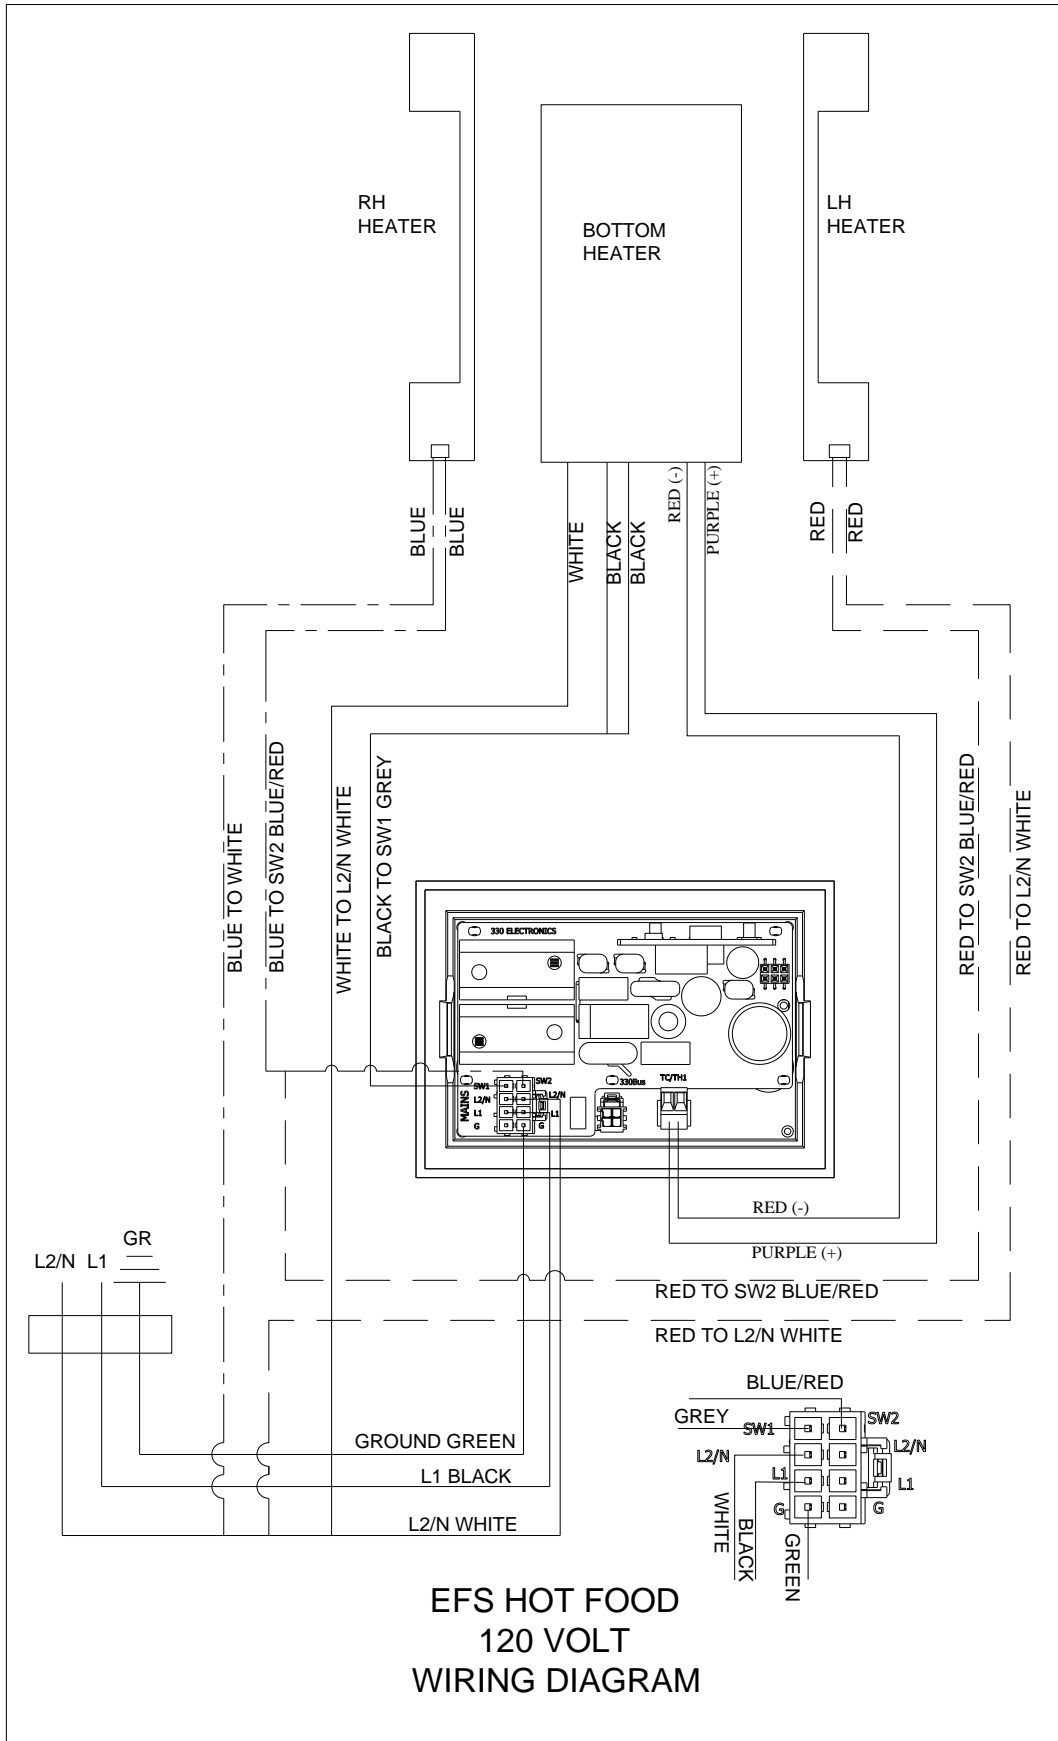 RH
HEATER
BOTTOM
HEATER
LH
HEATER
BLUE
BLUE
WHITE
BLACK
BLACK
RED (-)
PURPLE (+)
RED
RED
BLUE TO WHITE
BLUE TO SW2 BLUE/RED
WHITE TO L2/N WHITE
BLACK TO SW1 GREY
RED TO SW2 BLUE/RED
RED TO L2/N WHITE
330 ELECTRONICS
MAINS
SW1
SW2
L2/N
L2/N
L1
L1
G
G
330Bus
TC/TH1
RED (-)
PURPLE (+)
GR
L2/N
L1
RED TO SW2 BLUE/RED
RED TO L2/N WHITE
GROUND GREEN
L1 BLACK
L2/N WHITE
BLUE/RED
GREY
SW1
SW2
L2/N
L2/N
L1
L1
G
G
WHITE
BLACK
GREEN
EFS HOT FOOD
120 VOLT
WIRING DIAGRAM